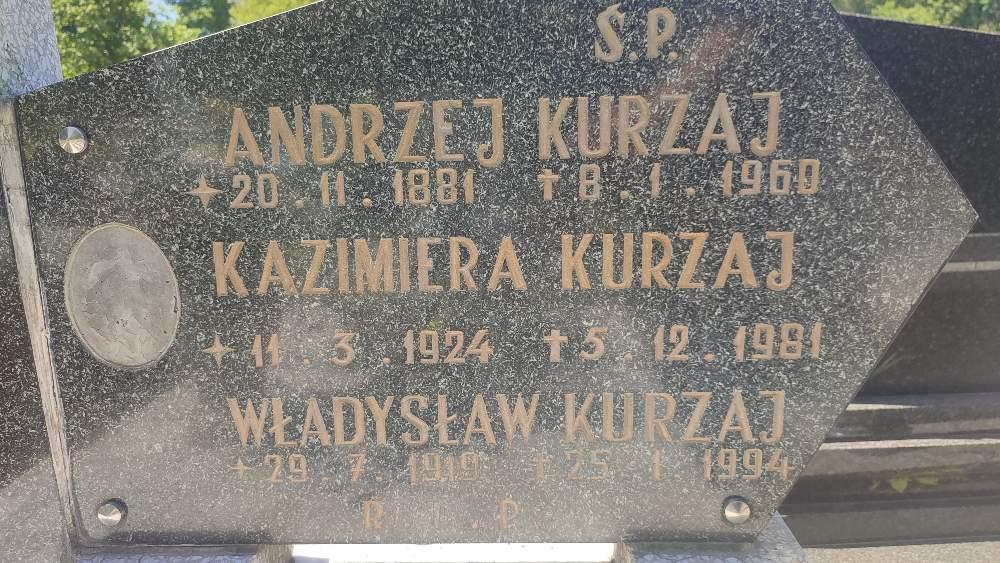 Ś.P.
ANDRZEJ KURZAJ
20.11.1881 †8.1.1960
KAZIMIERA KURZAJ
11.3.1924 †5.12.1981
WŁADYSŁAW KURZAJ
29.7. †25.1.1994
R I.P